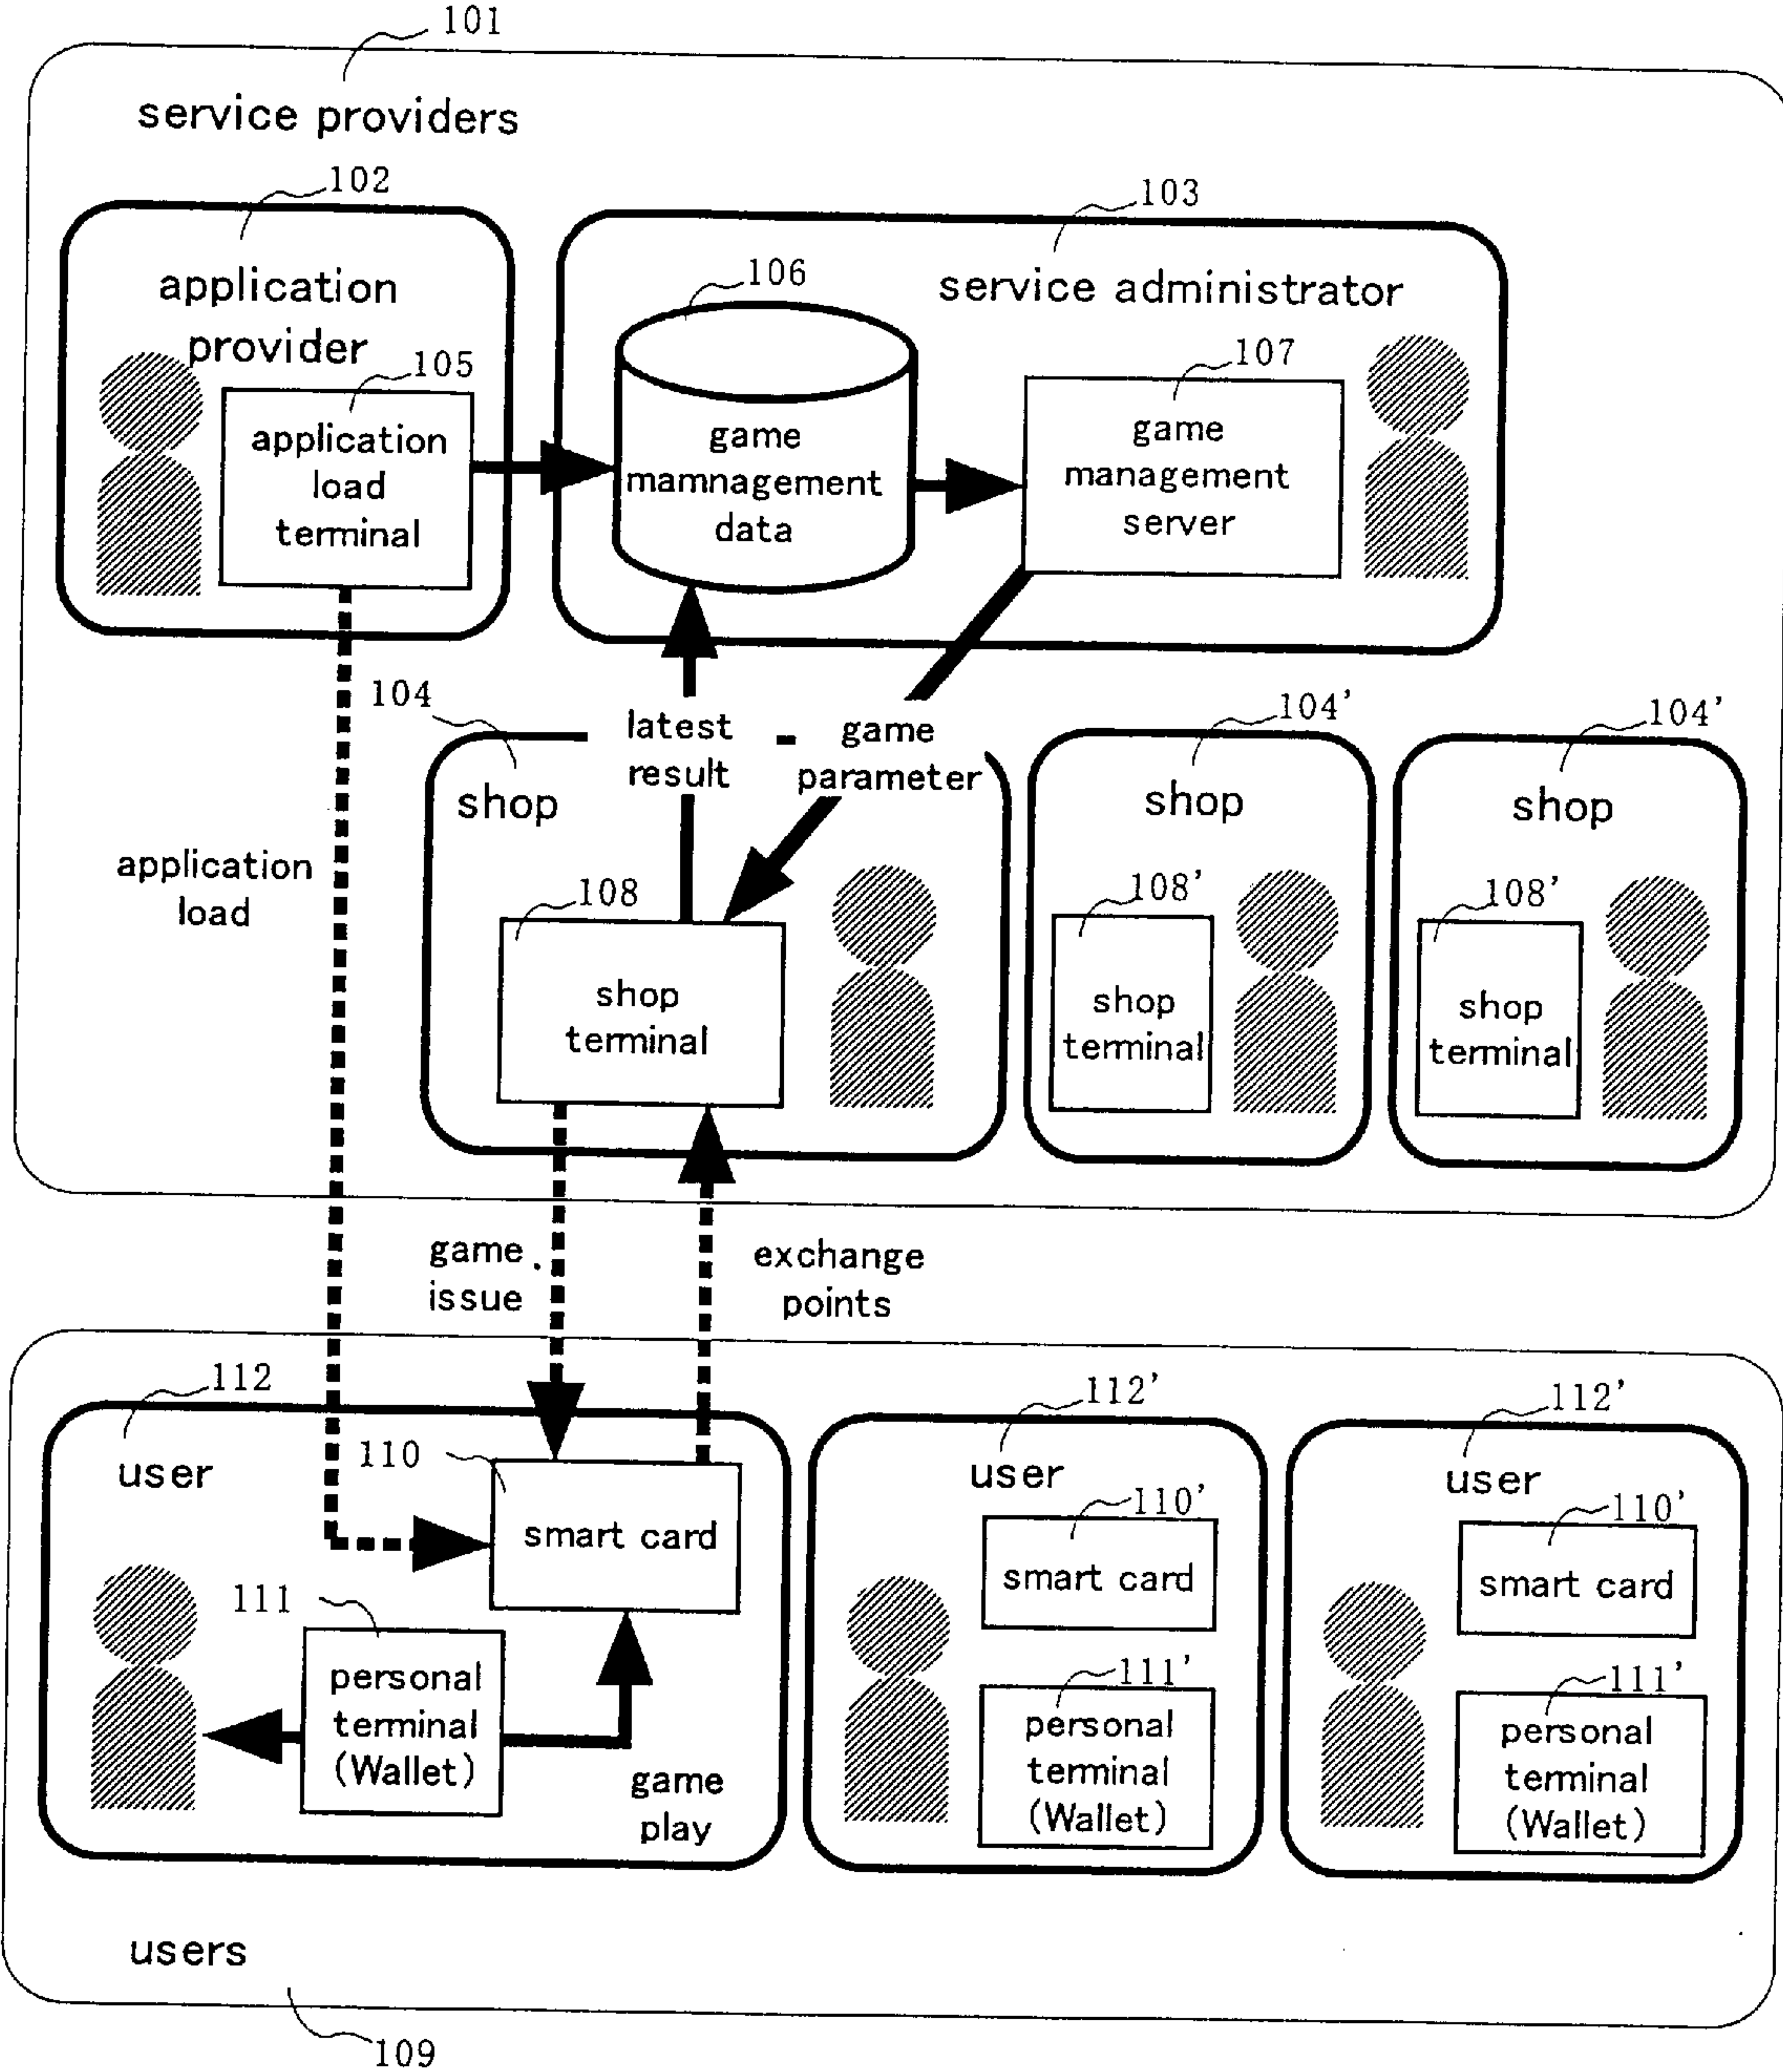 101
service providers
102
application
provider
105
application
load
terminal
103
service administrator
106
game
mamnagement
data
107
game
management
server
104
shop
latest
result
game
parameter
108
shop
terminal
104'
shop
108'
shop
terminal
104'
shop
108'
shop
terminal
application
load
game
issue
exchange
points
112
user
110
smart card
111
personal
terminal
(Wallet)
game
play
112'
user
110'
smart card
111'
personal
terminal
(Wallet)
112'
user
110'
smart card
111'
personal
terminal
(Wallet)
users
109